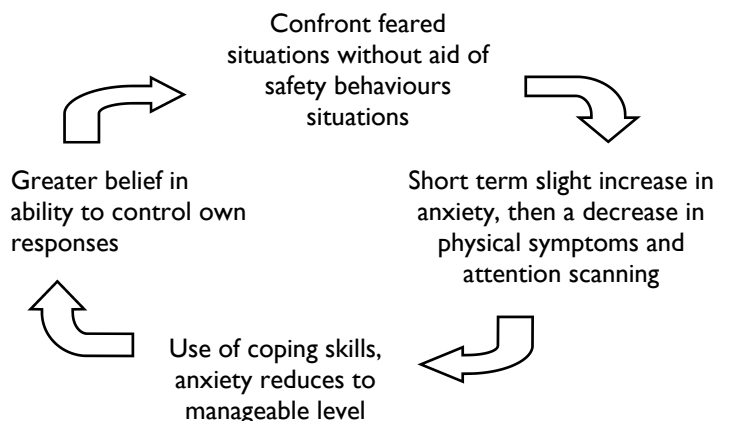 Confront feared
situations without aid of
safety behaviours
situations
Short term slight increase in
anxiety, then a decrease in
physical symptoms and
attention scanning
Use of coping skills,
anxiety reduces to
manageable level
Greater belief in
ability to control own
responses